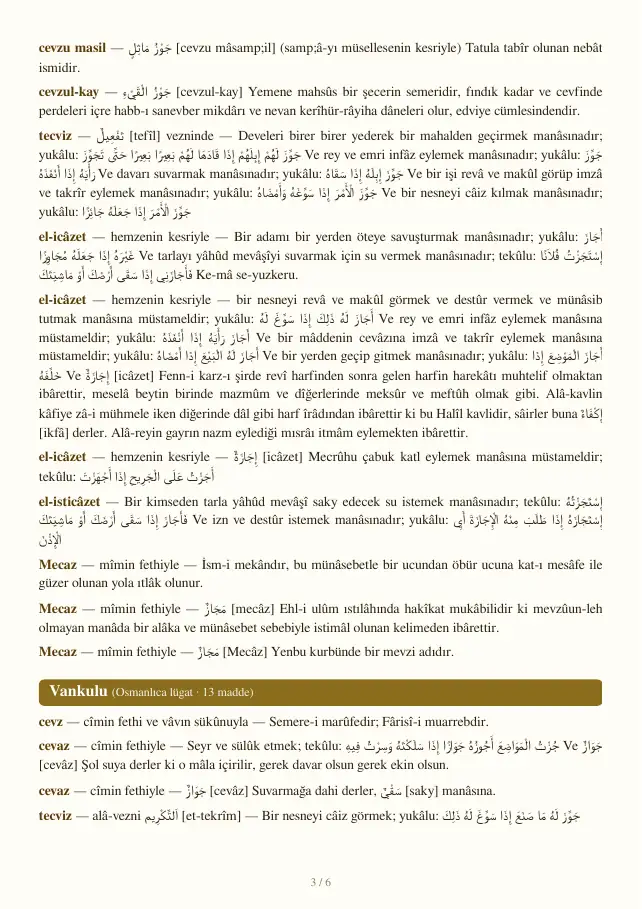 cevzu masil — جَوْزُ مَاثِلٍ [cevzu mâsamp;il] (samp;â-yı müsellesenin kesriyle) Tatula tabîr olunan nebât
ismidir.
cevzul-kay — جَوْزُ الْقَيْءِ [cevzul-kay] Yemene mahsûs bir şecerin semeridir, fındık kadar ve cevfinde
perdeleri içre habb-ı sanevber mikdârı ve nevan kerîhür-râyiha dâneleri olur, edviye cümlesindendir.
tecviz — تَفْعِيلٌ [tefîl] vezninde — Develeri birer birer yederek bir mahalden geçirmek manâsınadır;
yukâlu: جَوَّزَ لَهُمْ إِبِلَهُمْ إِذَا قَادَهَا لَهُمْ بَعِيرًا بَعِيرًا حَتَّى تَجَوَّزَ Ve rey ve emri infâz eylemek manâsınadır; yukâlu: جَوَّزَ
رَأْيَهُ إِذَا أَنْفَذَهُ Ve davarı suvarmak manâsınadır; yukâlu: جَوَّزَ إِبِلَهُ إِذَا سَقَاهَا Ve bir işi revâ ve makûl görüp imzâ
ve takrîr eylemek manâsınadır; yukâlu: جَوَّزَ الْأَمْرَ إِذَا سَوَّغَهُ وَأَمْضَاهُ Ve bir nesneyi câiz kılmak manâsınadır;
yukâlu: جَوَّزَ الْأَمْرَ إِذَا جَعَلَهُ جَائِزًا
el-icâzet — hemzenin kesriyle — Bir adamı bir yerden öteye savuşturmak manâsınadır; yukâlu: أَجَازَ
غَيْرَهُ إِذَا جَعَلَهُ مُجَاوِزًا Ve tarlayı yâhûd mevâşîyi suvarmak için su vermek manâsınadır; tekûlu: إِسْتَجَزْتُ فُلَانًا
فَأَجَازَنِي إِذَا سَقَى أَرْضَكَ أَوْ مَاشِيَتَكَ Ke-mâ se-yuzkeru.
el-icâzet — hemzenin kesriyle — bir nesneyi revâ ve makûl görmek ve destûr vermek ve münâsib
tutmak manâsına müstameldir; yukâlu: أَجَازَ لَهُ ذَلِكَ إِذَا سَوَّغَ لَهُ Ve rey ve emri infâz eylemek manâsına
müstameldir; yukâlu: أَجَازَ رَأْيَهُ إِذَا أَنْفَذَهُ Ve bir mâddenin cevâzına imzâ ve takrîr eylemek manâsına
müstameldir; yukâlu: أَجَازَ لَهُ الْبَيْعَ إِذَا أَمْضَاهُ Ve bir yerden geçip gitmek manâsınadır; yukâlu: أَجَازَ الْمَوْضِعَ إِذَا
خَلَّفَهُ Ve إِجَازَةٌ [icâzet] Fenn-i karz-ı şirde revî harfinden sonra gelen harfin harekâtı muhtelif olmaktan
ibârettir, meselâ beytin birinde mazmûm ve dîğerlerinde meksûr ve meftûh olmak gibi. Alâ-kavlin
kâfiye zâ-i mühmele iken diğerinde dâl gibi harf îrâdından ibârettir ki bu Halîl kavlidir, sâirler buna إِكْفَاءٌ
[ikfâ] derler. Alâ-reyin gayrın nazm eylediği mısrâı itmâm eylemekten ibârettir.
el-icâzet — hemzenin kesriyle — إِجَازَةٌ [icâzet] Mecrûhu çabuk katl eylemek manâsına müstameldir;
tekûlu: أَجَزْتُ عَلَى الْجَرِيحِ إِذَا أَجْهَزْتَ
el-isticâzet — Bir kimseden tarla yâhûd mevâşî saky edecek su istemek manâsınadır; tekûlu: إِسْتَجَزْتُهُ
فَأَجَازَ إِذَا سَقَى أَرْضَكَ أَوْ مَاشِيَتَكَ Ve izn ve destûr istemek manâsınadır; yukâlu: إِسْتَجَازَهُ إِذَا طَلَبَ مِنْهُ الْإِجَازَةَ أَيِ
الْإِذْنَ
Mecaz — mîmin fethiyle — İsm-i mekândır, bu münâsebetle bir ucundan öbür ucuna kat-ı mesâfe ile
güzer olunan yola ıtlâk olunur.
Mecaz — mîmin fethiyle — مَجَازٌ [mecâz] Ehl-i ulûm ıstılâhında hakîkat mukâbilidir ki mevzûun-leh
olmayan manâda bir alâka ve münâsebet sebebiyle istimâl olunan kelimeden ibârettir.
Mecaz — mîmin fethiyle — مَجَازٌ [Mecâz] Yenbu kurbünde bir mevzi adıdır.
Vankulu (Osmanlıca lügat · 13 madde)
cevz — cîmin fethi ve vâvın sükûnuyla — Semere-i marûfedir; Fârisî-i muarrebdir.
cevaz — cîmin fethiyle — Seyr ve sülûk etmek; tekûlu: جُزْتُ الْمَوَاضِعَ أَجُوزُهُ جَوَازًا إِذَا سَلَكْتَهُ وَسِرْتُ فِيهِ Ve جَوَازٌ
[cevâz] Şol suya derler ki o mâla içirilir, gerek davar olsun gerek ekin olsun.
cevaz — cîmin fethiyle — جَوَازٌ [cevâz] Suvarmağa dahi derler, سَقْيٌ [saky] manâsına.
tecviz — alâ-vezni اَلتَّكْرِيم [et-tekrîm] — Bir nesneyi câiz görmek; yukâlu: جَوَّزَ لَهُ مَا صَنَعَ إِذَا سَوَّغَ لَهُ ذَلِكَ
3 / 6